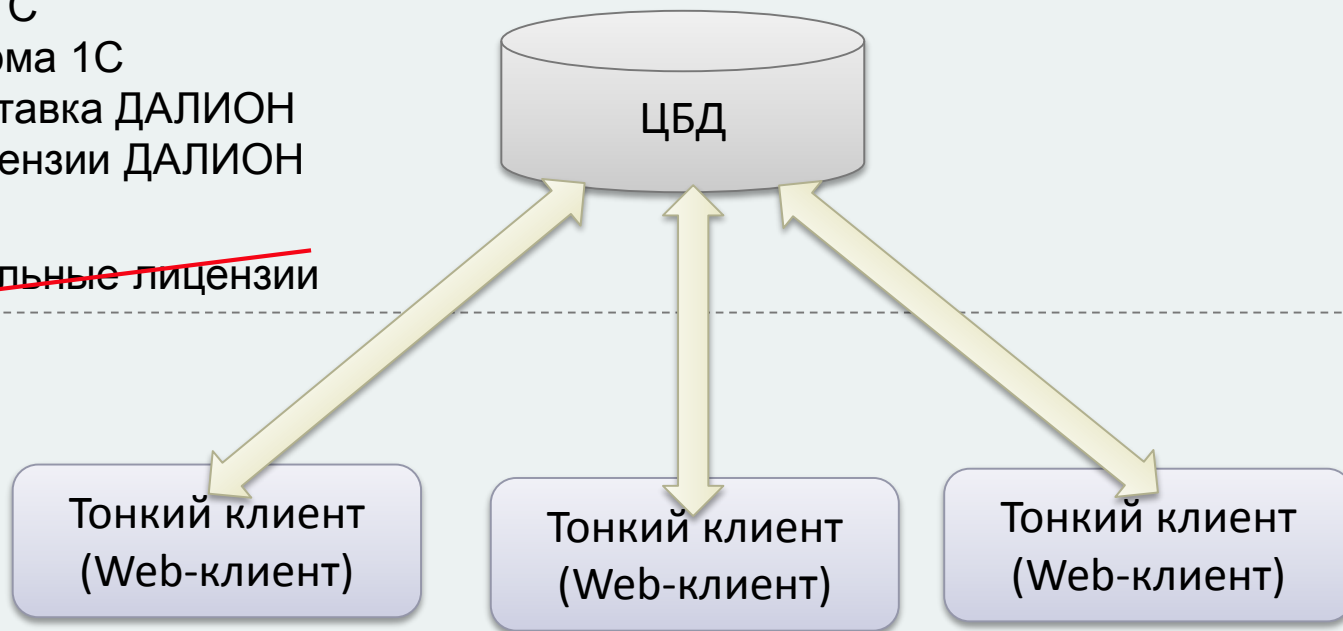 С
ома 1С
тавка ДАЛИОН
ензии ДАЛИОН
льные лицензии
ЦБД
Тонкий клиент
(Web-клиент)
Тонкий клиент
(Web-клиент)
Тонкий клиент
(Web-клиент)